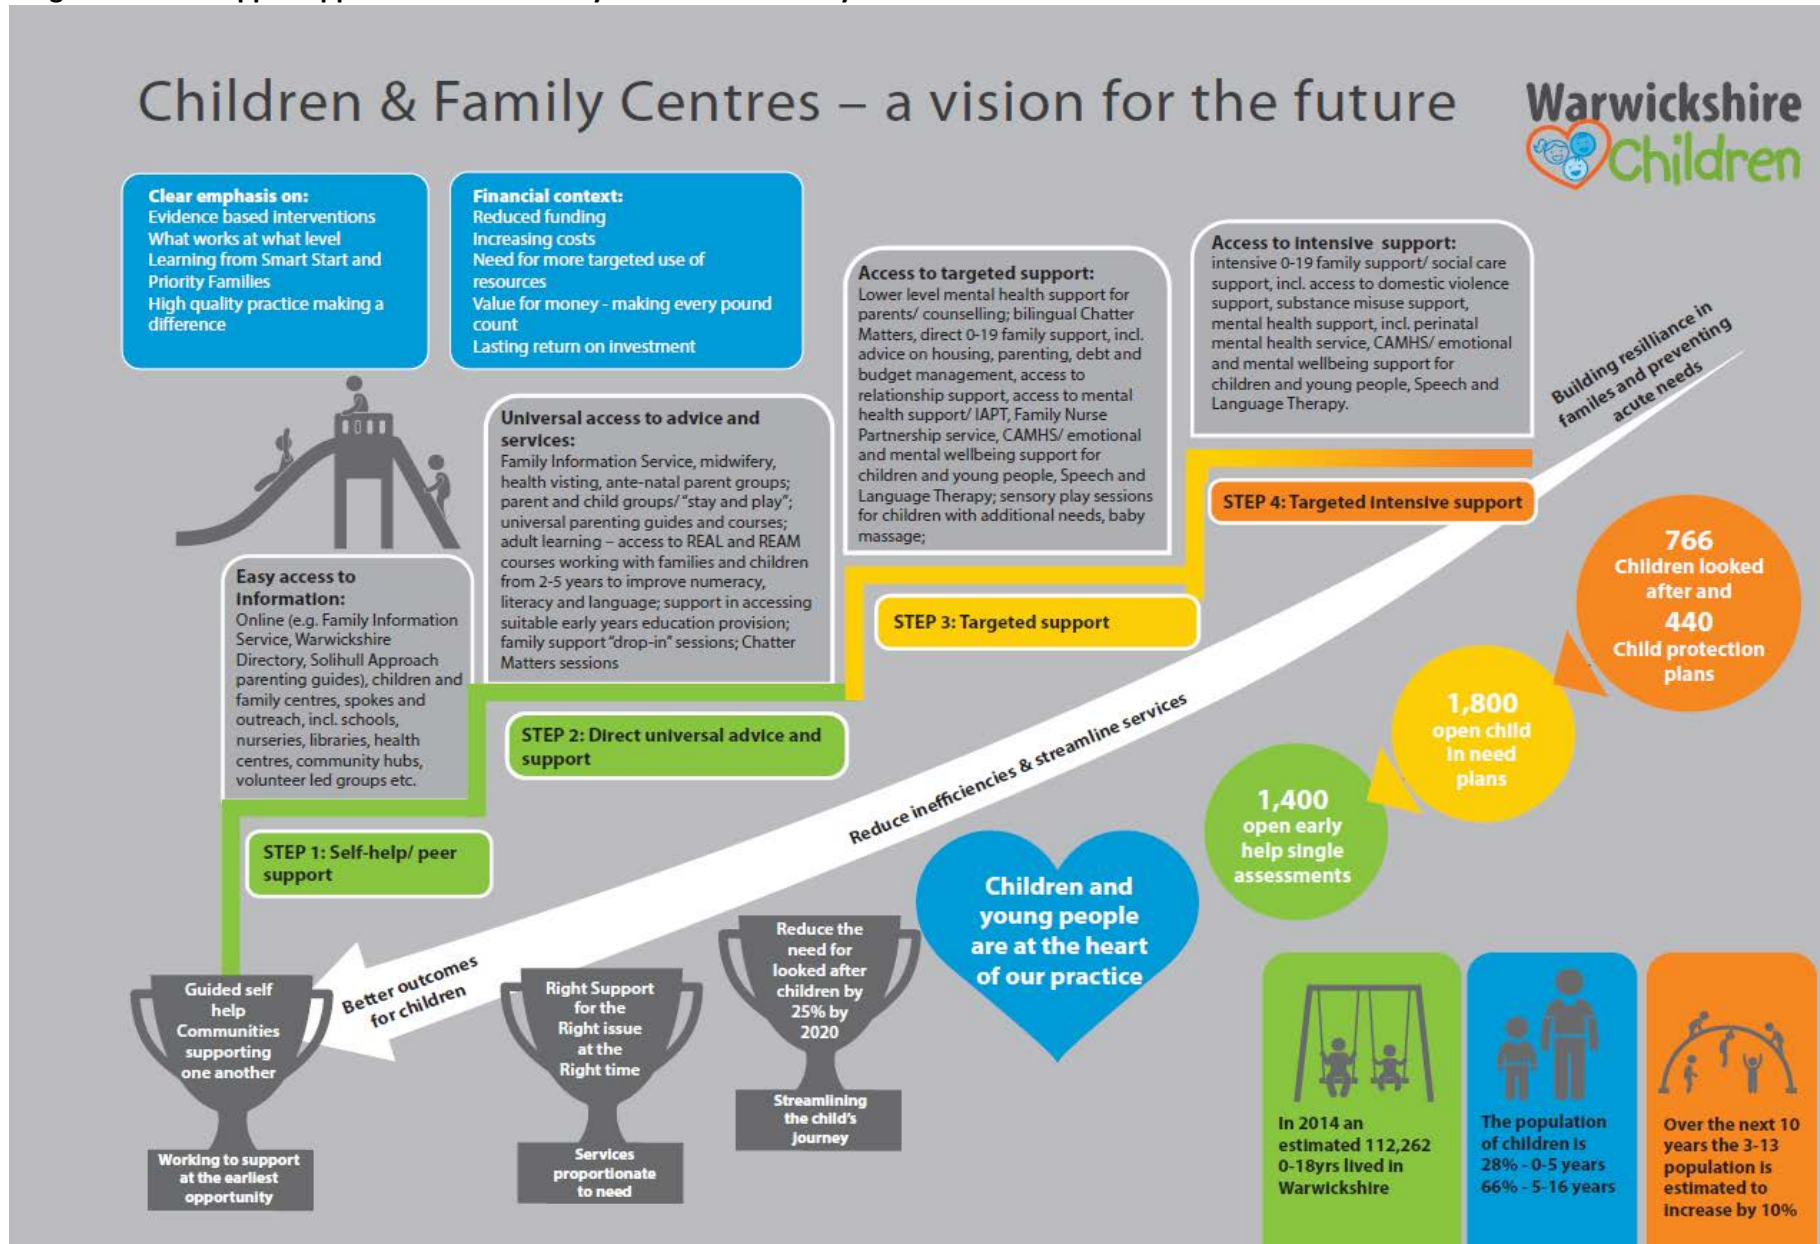 Children & Family Centres – a vision for the future
Warwickshire
Children
Clear emphasis on:
Evidence based interventions
What works at what level
Learning from Smart Start and
Priority Families
High quality practice making a
difference
Financial context:
Reduced funding
Increasing costs
Need for more targeted use of
resources
Value for money - making every pound
count
Lasting return on investment
Access to targeted support:
Lower level mental health support for
parents/ counselling; bilingual Chatter
Matters, direct 0-19 family support, incl.
advice on housing, parenting, debt and
budget management, access to
relationship support, access to mental
health support/ IAPT, Family Nurse
Partnership service, CAMHS/ emotional
and mental wellbeing support for
children and young people, Speech and
Language Therapy; sensory play sessions
for children with additional needs, baby
massage;
Access to intensive support:
intensive 0-19 family support/ social care
support, incl. access to domestic violence
support, substance misuse support,
mental health support, incl. perinatal
mental health service, CAMHS/ emotional
and mental wellbeing support for
children and young people, Speech and
Language Therapy.
Building resilliance in
familes and preventing
acute needs
Universal access to advice and
services:
Family Information Service, midwifery,
health visting, ante-natal parent groups;
parent and child groups/ “stay and play”;
universal parenting guides and courses;
adult learning – access to REAL and REAM
courses working with families and children
from 2-5 years to improve numeracy,
literacy and language; support in accessing
suitable early years education provision;
family support “drop-in” sessions; Chatter
Matters sessions
Easy access to
information:
Online (e.g. Family Information
Service, Warwickshire
Directory, Solihull Approach
parenting guides), children and
family centres, spokes and
outreach, incl. schools,
nurseries, libraries, health
centres, community hubs,
volunteer led groups etc.
STEP 4: Targeted intensive support
STEP 3: Targeted support
STEP 2: Direct universal advice and
support
STEP 1: Self-help/ peer
support
766
Children looked
after and
440
Child protection
plans
1,800
open child
in need
plans
1,400
open early
help single
assessments
Reduce inefficiencies & streamline services
Better outcomes
for children
Children and
young people
are at the heart
of our practice
Guided self
help
Communities
supporting
one another
Working to support
at the earliest
opportunity
Right Support
for the
Right issue
at the
Right time
Services
proportionate
to need
Reduce the
need for
looked after
children by
25% by
2020
Streamlining
the child's
journey
In 2014 an
estimated 112,262
0-18yrs lived in
Warwickshire
The population
of children is
28% - 0-5 years
66% - 5-16 years
Over the next 10
years the 3-13
population is
estimated to
increase by 10%